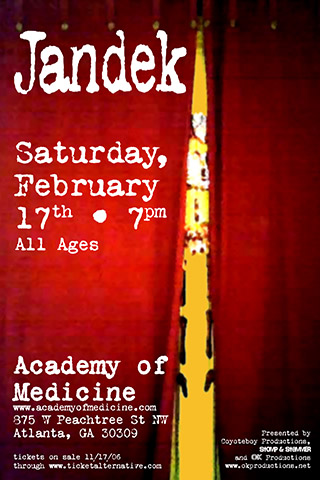 Jandek
Saturday,
February
17th • 7pm
All Ages
Academy of
Medicine
www.academyofmedicine.com
875 W Peachtree St NW
Atlanta, GA 30309
tickets on sale 11/17/06
through www.ticketalternative.com
Presented by
Coyoteboy Productions,
STOMP & STAMMER
and OK Productions
www.okproductions.net